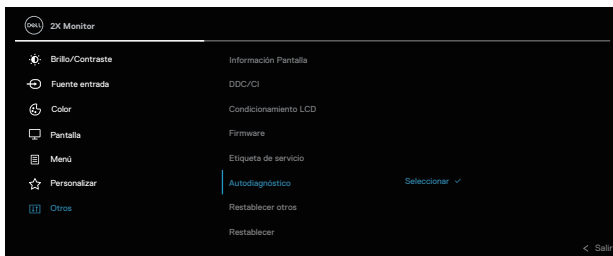 DELL 2X Monitor
Brillo/Contraste
Información Pantalla
Fuente entrada
DDC/CI
Color
Condicionamiento LCD
Pantalla
Firmware
Menú
Etiqueta de servicio
Personalizar
Autodiagnóstico Seleccionar
Otros
Restablecer otros
Restablecer
Salir